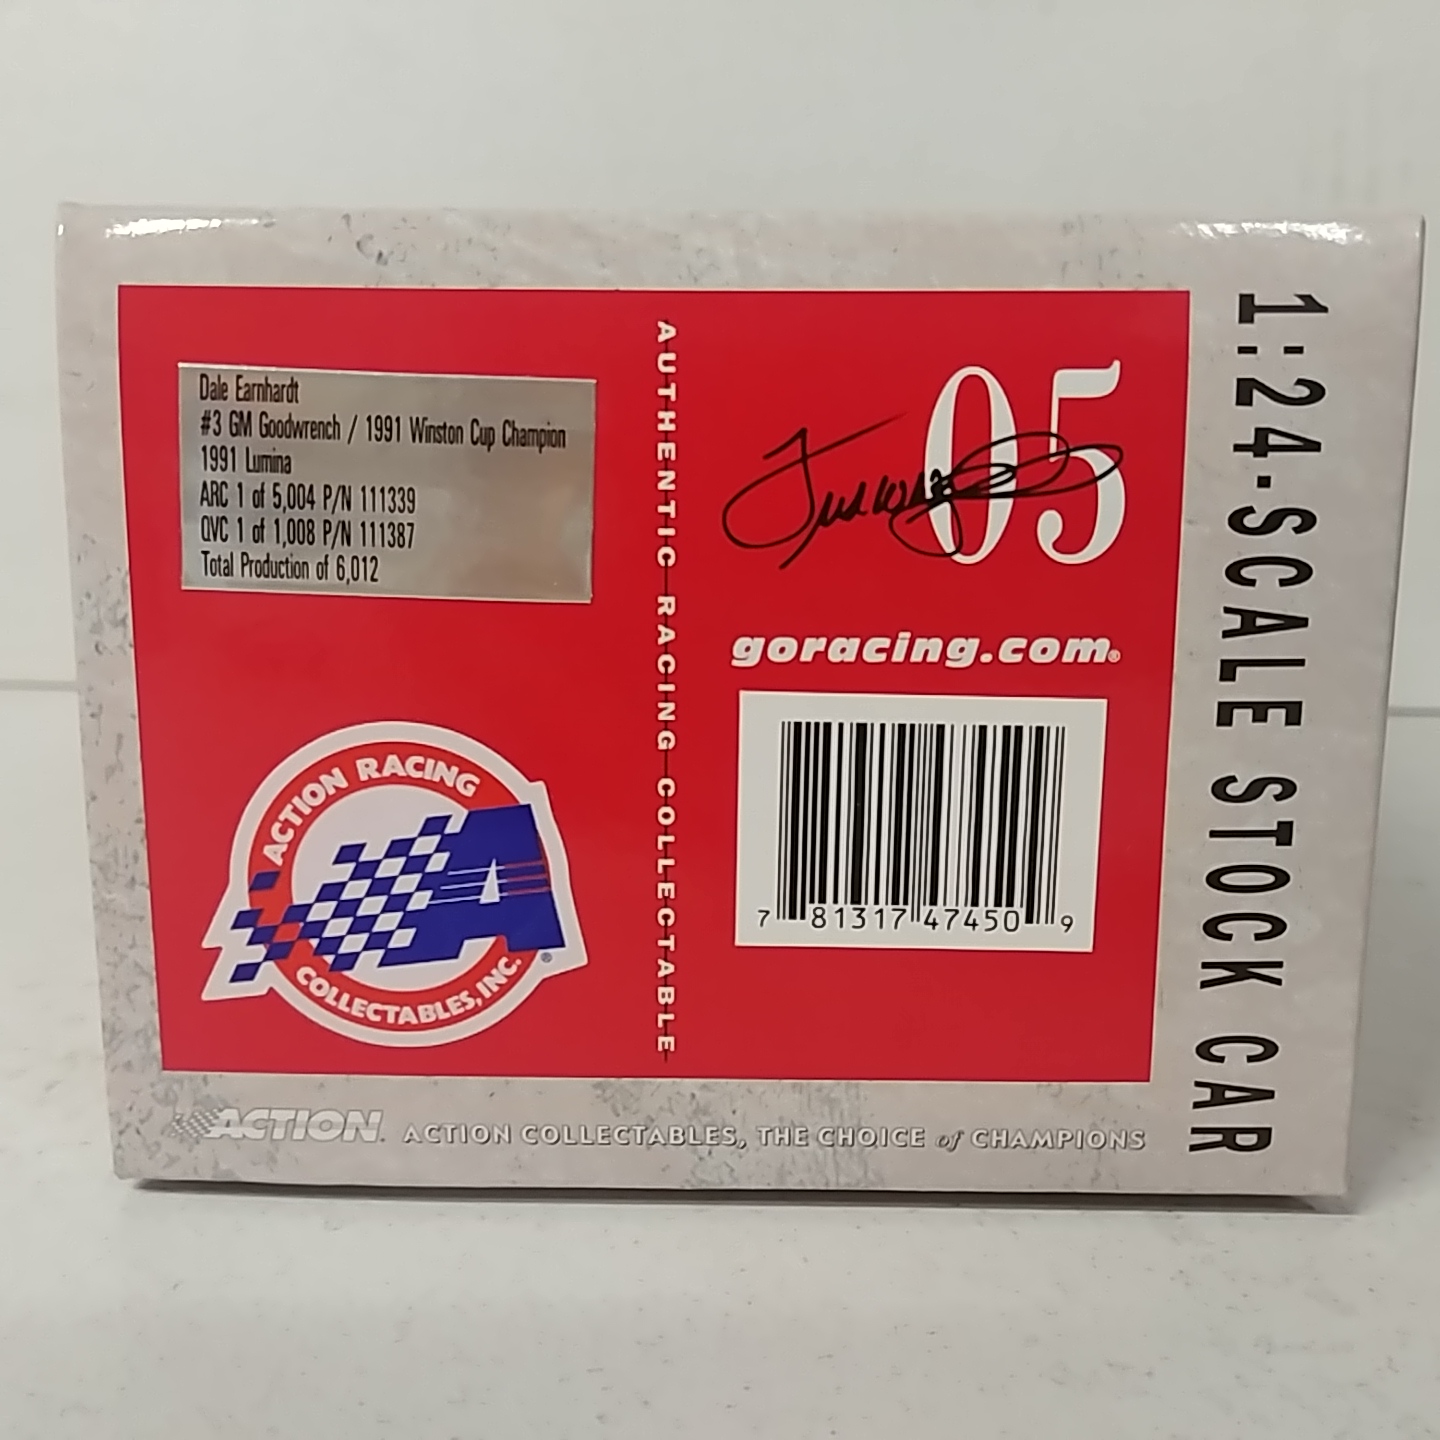 Dale Earnhardt
#3 GM Goodwrench / 1991 Winston Cup Champion
1991 Lumina
ARC 1 of 5,004 P/N 111339
QVC 1 of 1,008 P/N 111387
Total Production of 6,012
ACTION RACING
COLLECTABLES, INC.
®
AUTHENTIC RACING COLLECTABLE
05
goracing.com®
7 81317 47450 9
1:24-SCALE STOCK CAR
ACTION. ACTION COLLECTABLES, THE CHOICE of CHAMPIONS